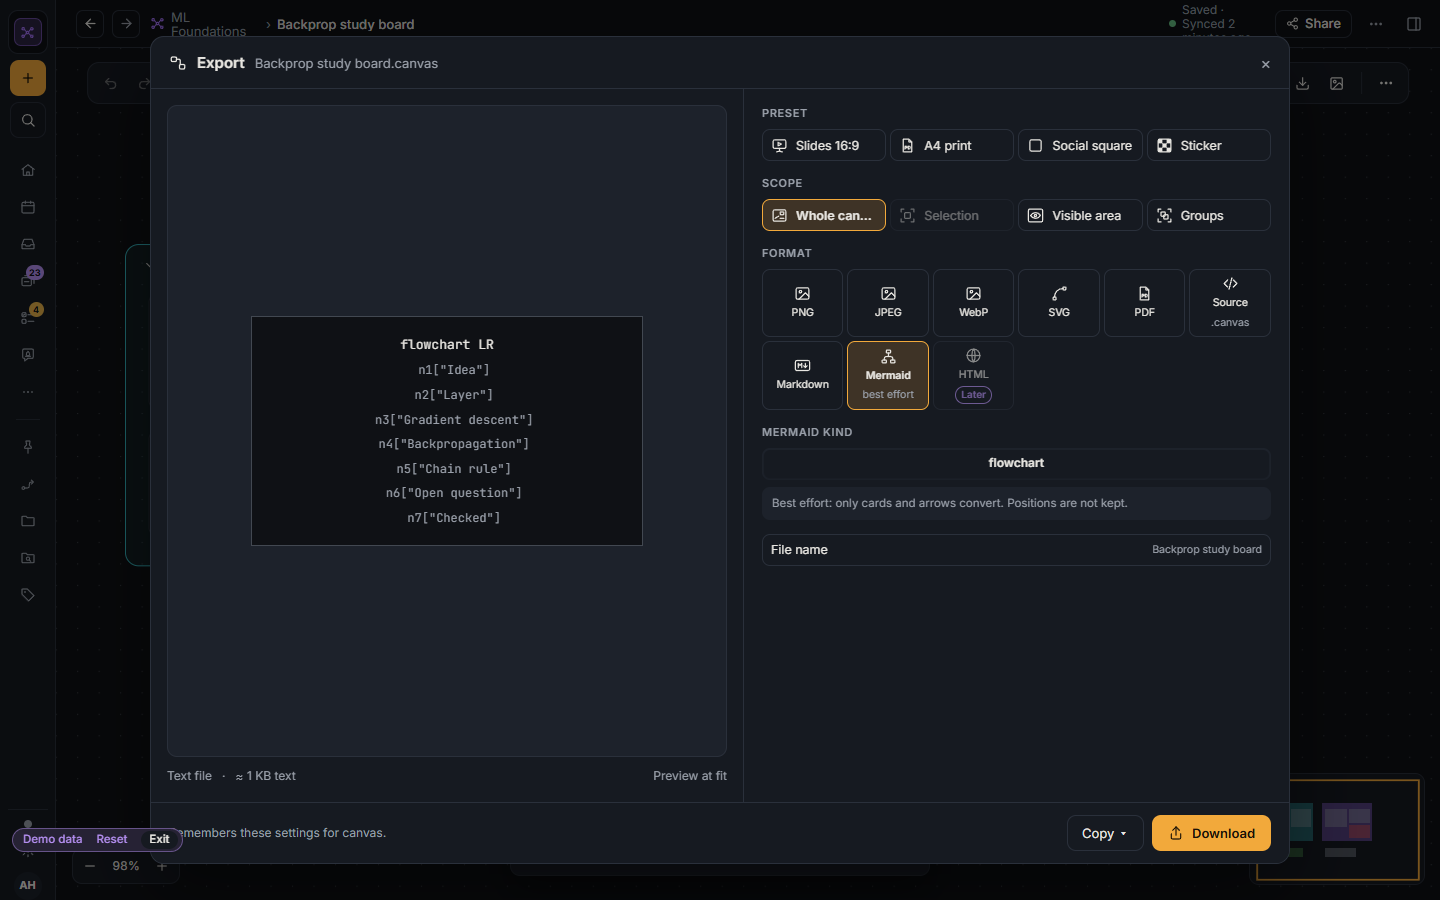 ML
Foundations
› Backprop study board
Saved ·
Synced 2
Share
Export Backprop study board.canvas
23
4
flowchart LR
n1["Idea"]
n2["Layer"]
n3["Gradient descent"]
n4["Backpropagation"]
n5["Chain rule"]
n6["Open question"]
n7["Checked"]
Text file · ≈ 1 KB text
Preview at fit
PRESET
Slides 16:9
A4 print
Social square
Sticker
SCOPE
Whole can...
Selection
Visible area
Groups
FORMAT
PNG
JPEG
WebP
SVG
PDF
Source
.canvas
Markdown
Mermaid
best effort
HTML
Later
MERMAID KIND
flowchart
Best effort: only cards and arrows convert. Positions are not kept.
File name
Backprop study board
emembers these settings for canvas.
Copy
Download
Demo data Reset Exit
98%
AH